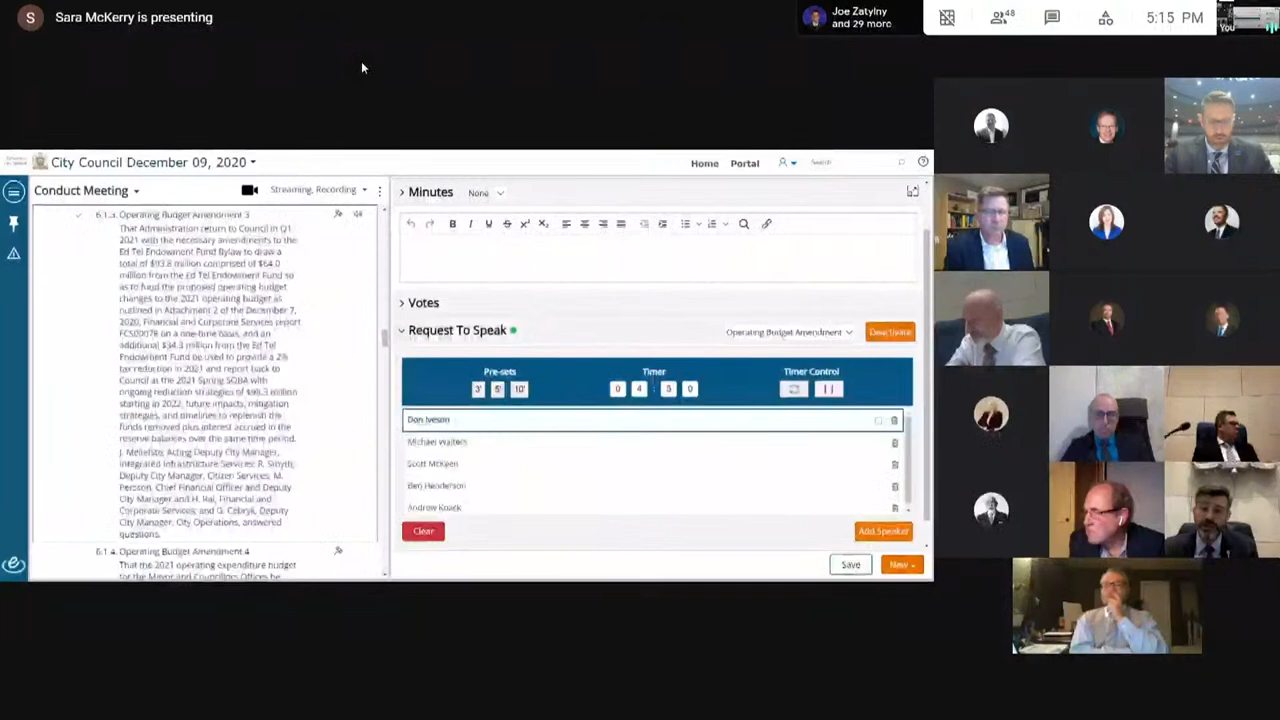 S Sara McKerry is presenting
Joe Zatylny
and 29 more
48
5:15 PM
You
City Council December 09, 2020
Home Portal Search
Conduct Meeting
Streaming, Recording
Minutes None
6.1.3. Operating Budget Amendment 3
That Administration return to Council in Q1
2021 with the necessary amendments to the
Ed Tel Endowment Fund Bylaw to draw a
total of $93.8 million comprised of $64.0
million from the Ed Tel Endowment Fund so
as to fund the proposed operating budget
changes to the 2021 operating budget as
outlined in Attachment 2 of the December 7,
2020, Financial and Corporate Services report
on a one-time basis, and an
additional $34.3 million from the Ed Tel
Endowment Fund be used to provide a 2%
tax reduction in 2021 and report back to
Council at the 2021 Spring SOBA with
ongoing reduction strategies of million
starting in 2022, future impacts, mitigation
strategies, and timelines to replenish the
funds removed plus interest accrued in the
reserve balances over the same time period.
J. Meliefste, Acting Deputy City Manager,
Integrated Infrastructure Services; R. Smyth,
Deputy City Manager, Citizen Services; M.
Persson, Chief Financial Officer and Deputy
City Manager and H. Rai, Financial and
Corporate Services; and G. Cebryk, Deputy
City Manager, City Operations, answered
questions.
6.1.4. Operating Budget Amendment 4
That the 2021 operating expenditure budget
for the Mayor and Councillors Offices be
B I U S X² X₂
Votes
Request To Speak
Operating Budget Amendment
Deactivate
Pre-sets Timer Timer Control
3' 5' 10' 0 4 : 5 0
Don Iveson
Michael Walters
Scott McKeen
Ben Henderson
Andrew Knack
Clear Add Speaker
Save New